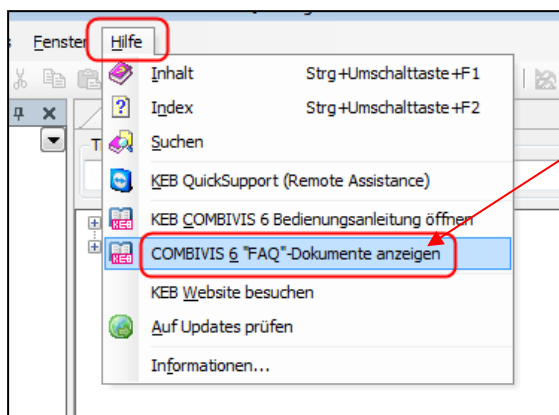 Fenster Hilfe
Inhalt Strg+Umschalttaste+F1
Index Strg+Umschalttaste+F2
Suchen
KEB QuickSupport (Remote Assistance)
KEB COMBIVIS 6 Bedienungsanleitung öffnen
COMBIVIS 6 "FAQ"-Dokumente anzeigen
KEB Website besuchen
Auf Updates prüfen
Informationen...